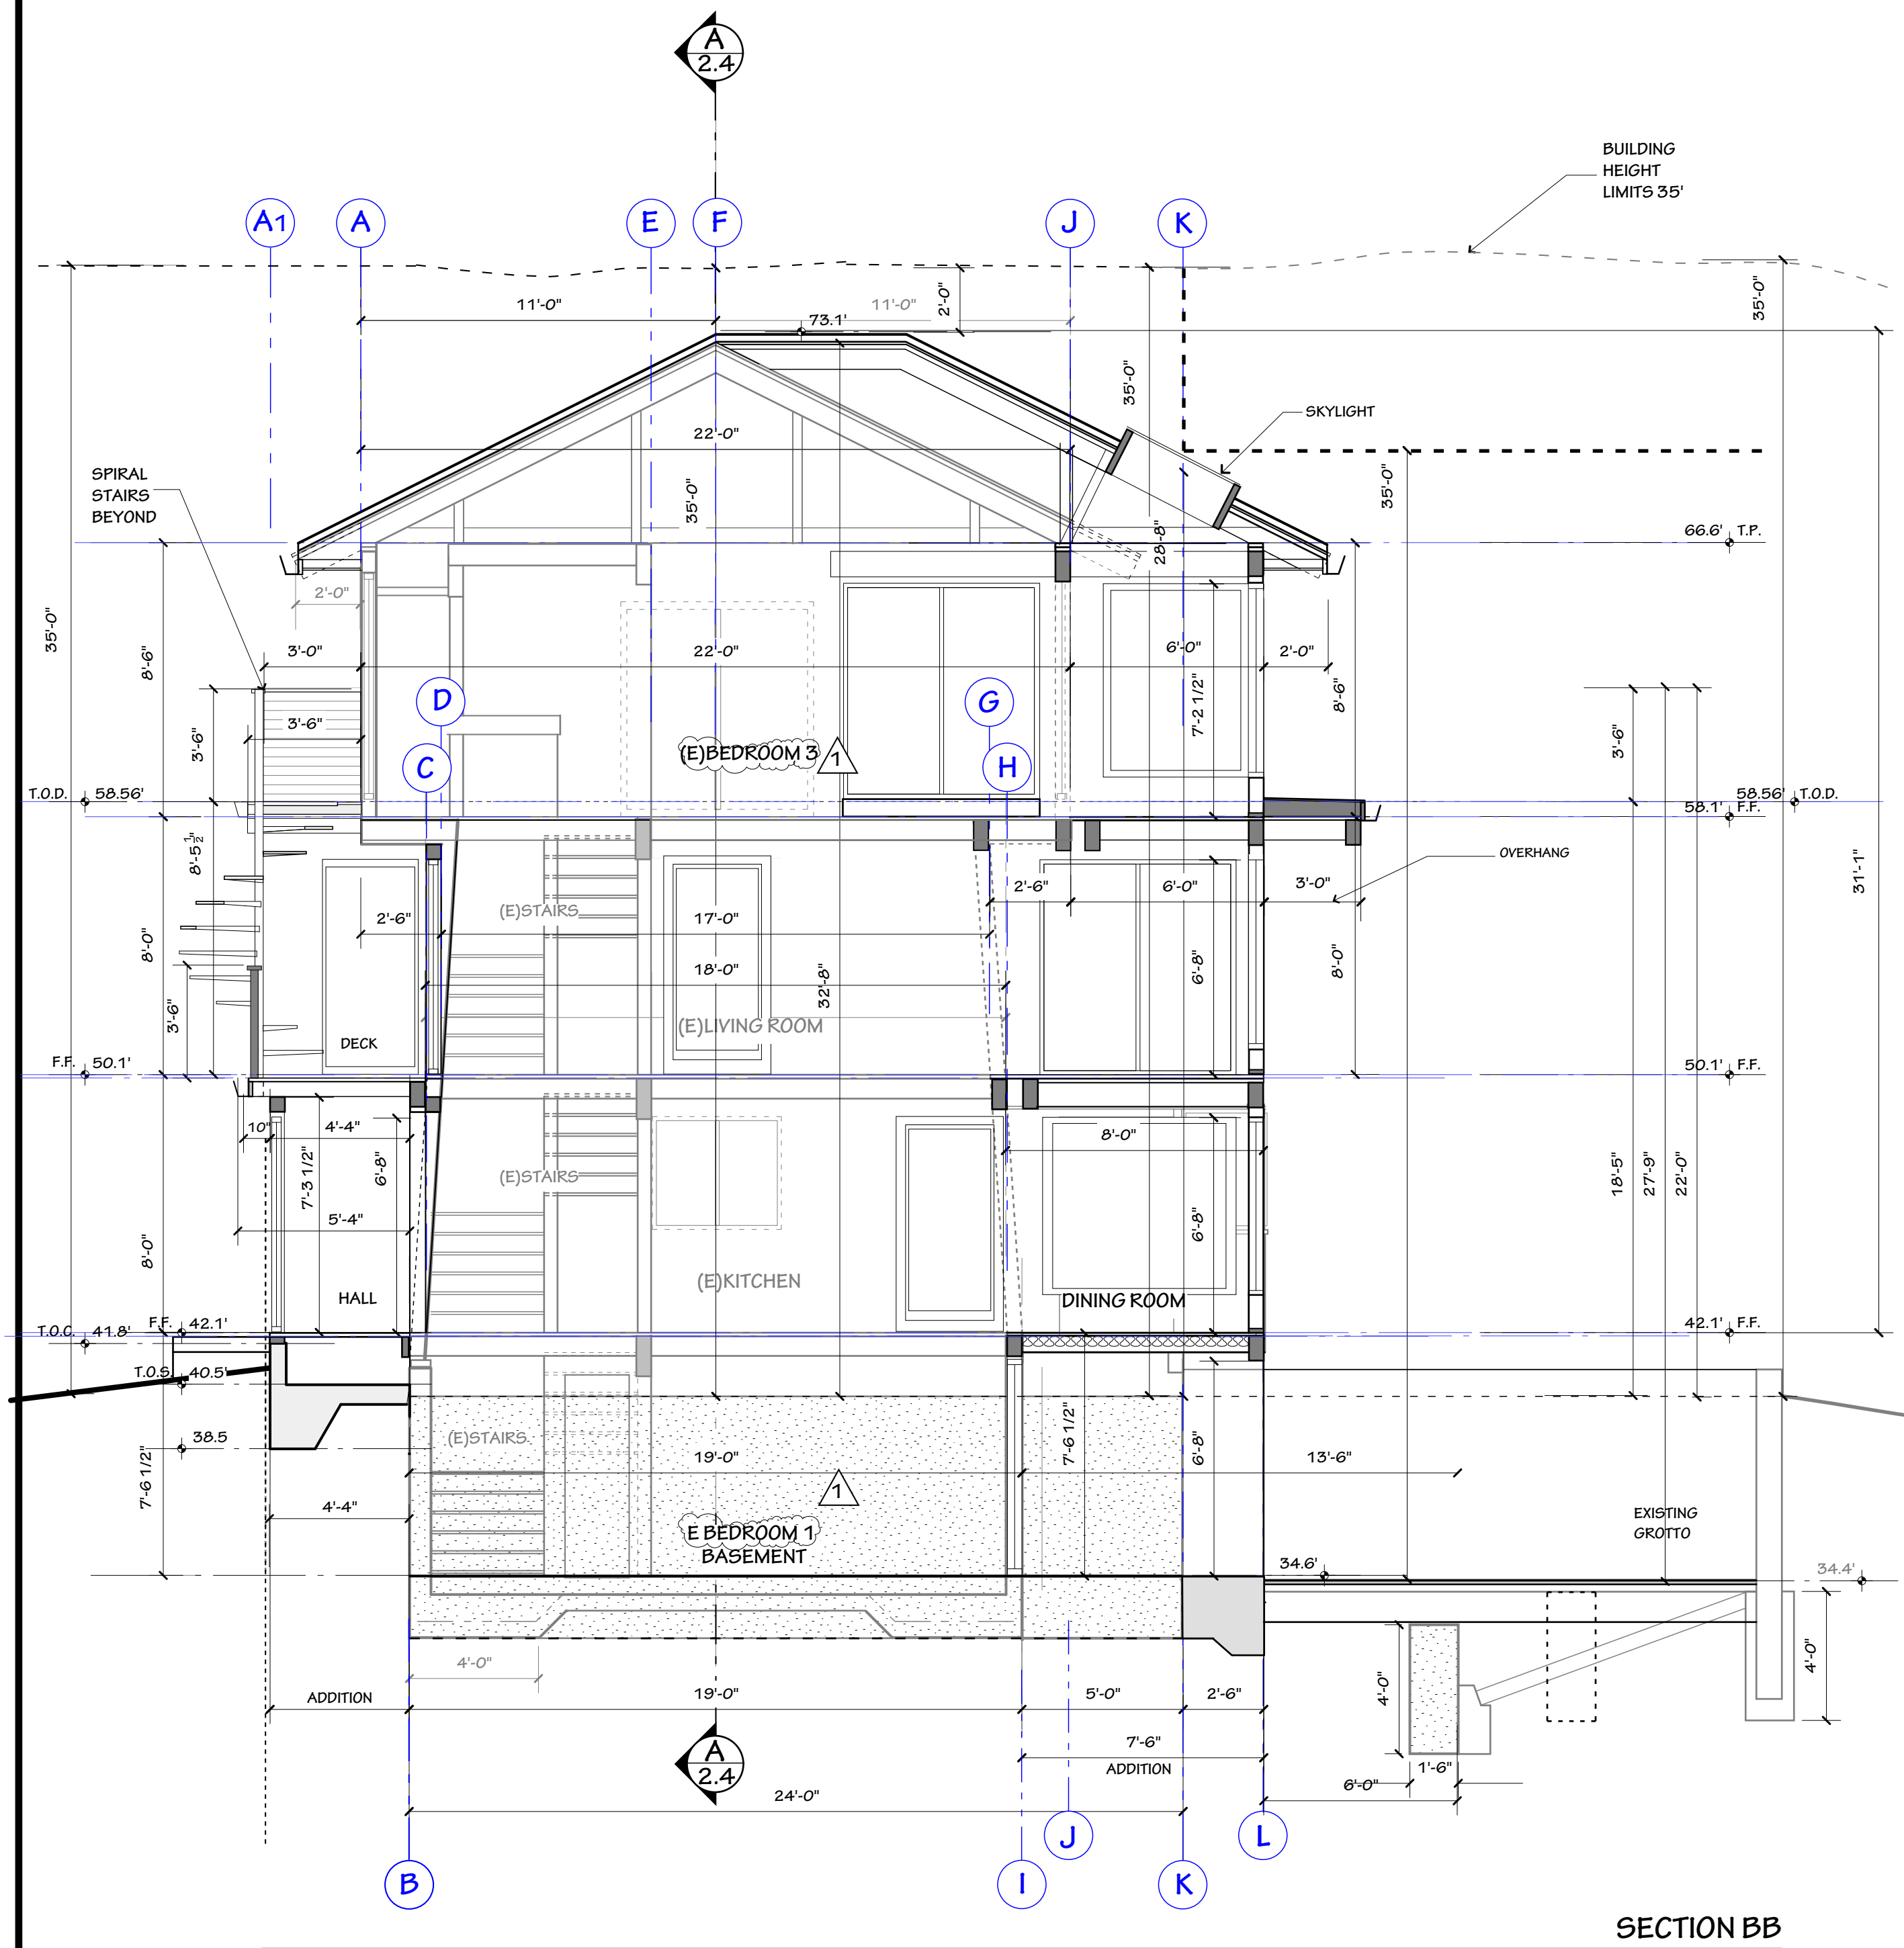 A
2.4
BUILDING
HEIGHT
LIMITS 35'
A1
A
E
F
J
K
11'-0"
11'-0"
2'-0"
35'-0"
73.1'
35'-0"
SKYLIGHT
22'-0"
SPIRAL
STAIRS
BEYOND
35'-0"
35'-0"
28'-8"
66.6' T.P.
2'-0"
35'-0"
8'-6"
3'-0"
22'-0"
6'-0"
2'-0"
7'-2 1/2"
8'-6"
D
G
3'-6"
3'-6"
3'-6"
(E)BEDROOM 3
1
C
H
T.O.D. 58.56'
58.56' T.O.D.
58.1' F.F.
8'-5 1/2"
OVERHANG
31'-1"
2'-6"
6'-0"
3'-0"
(E)STAIRS
2'-6"
17'-0"
8'-0"
18'-0"
32'-8"
6'-8"
8'-0"
3'-6"
(E)LIVING ROOM
DECK
F.F. 50.1'
50.1' F.F.
10"
4'-4"
8'-0"
7'-3 1/2"
6'-8"
(E)STAIRS
18'-5"
27'-9"
22'-0"
5'-4"
6'-8"
8'-0"
(E)KITCHEN
HALL
DINING ROOM
F.F. 42.1'
T.O.C. 41.8'
42.1' F.F.
T.O.S. 40.5'
38.5
(E)STAIRS
19'-0"
7'-6 1/2"
6'-8"
13'-6"
7'-6 1/2"
1
4'-4"
E BEDROOM 1
BASEMENT
EXISTING
GROTTO
34.6'
34.4'
4'-0"
4'-0"
4'-0"
ADDITION
19'-0"
5'-0"
2'-6"
A
2.4
7'-6"
ADDITION
1'-6"
6'-0"
24'-0"
J
L
B
I
K
SECTION BB